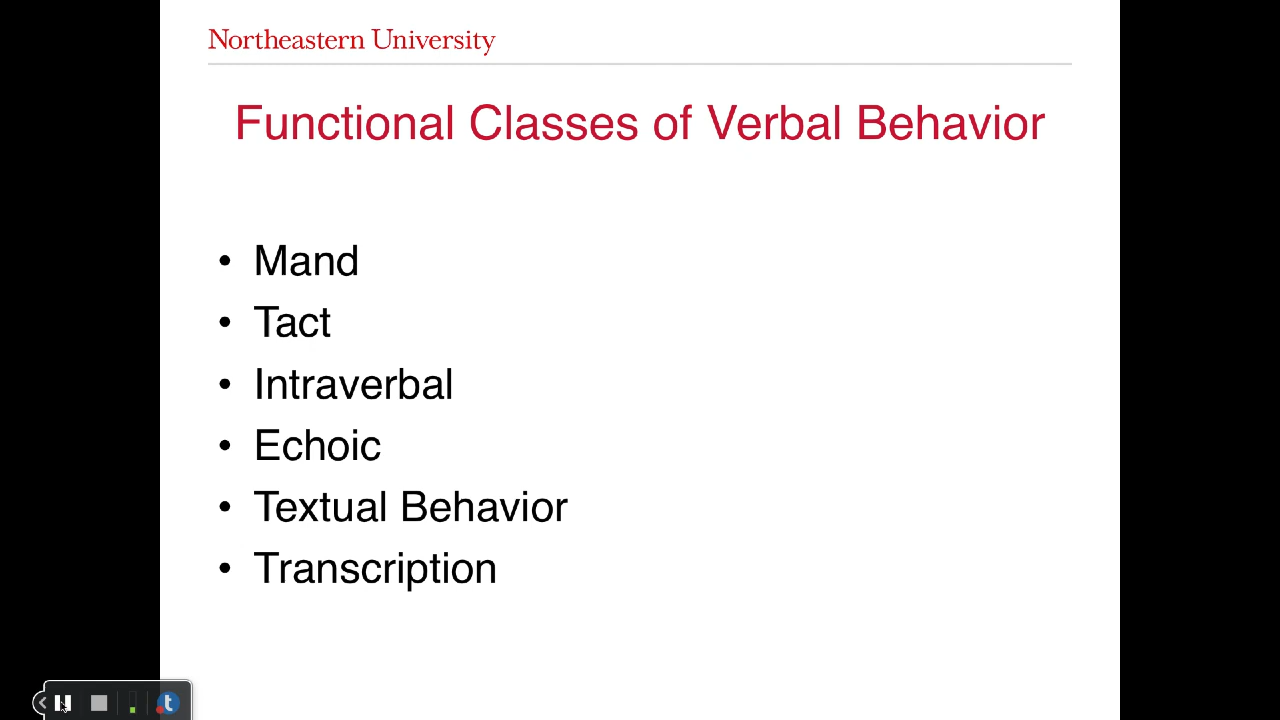 Northeastern University
Functional Classes of Verbal Behavior
• Mand
• Tact
• Intraverbal
• Echoic
• Textual Behavior
• Transcription
t